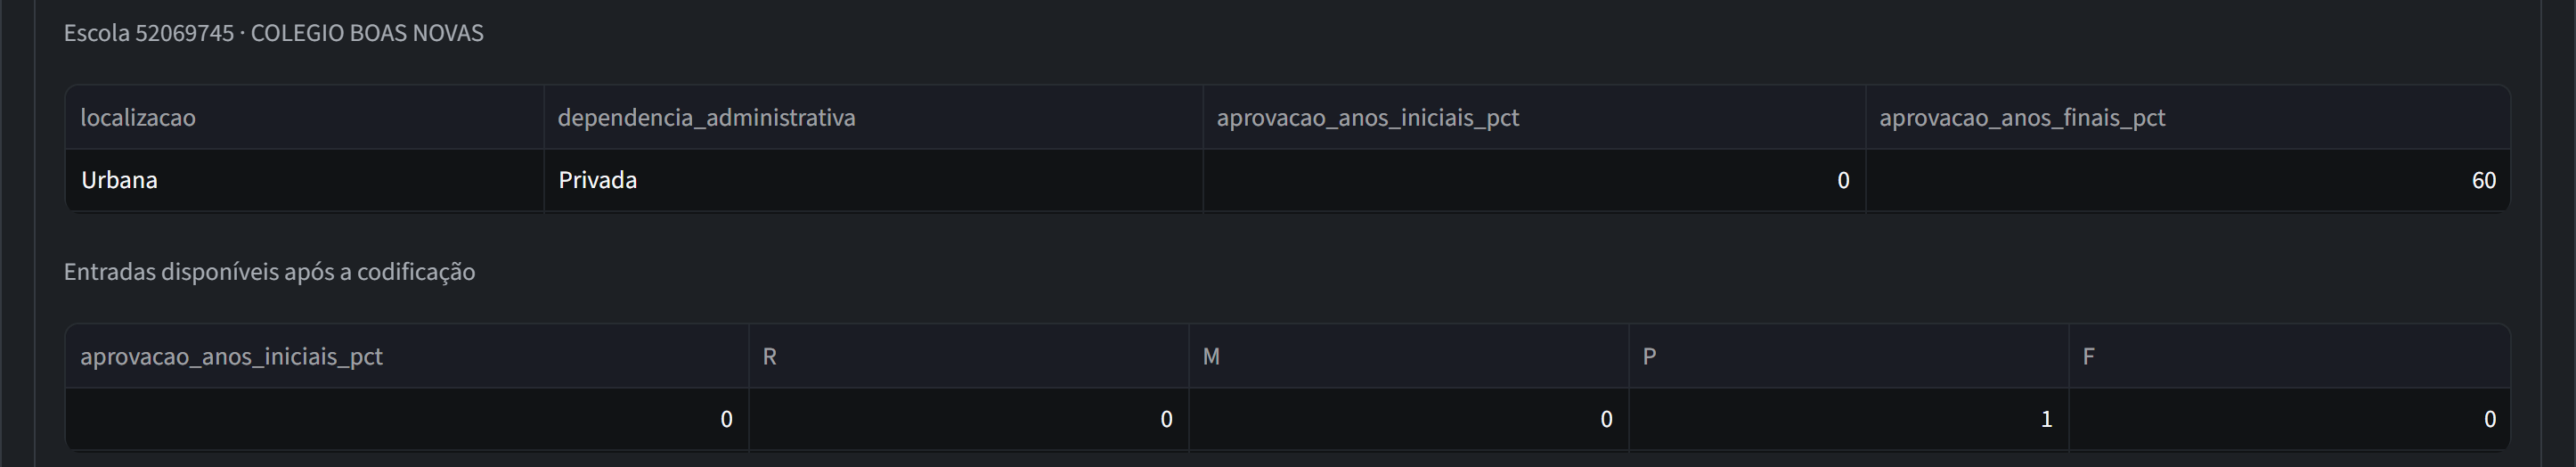 Escola 52069745 · COLEGIO BOAS NOVAS
localizacao dependencia_administrativa aprovacao_anos_iniciais_pct aprovacao_anos_finais_pct
Urbana Privada 0 60
Entradas disponíveis após a codificação
aprovacao_anos_iniciais_pct R M P F
0 0 0 1 0